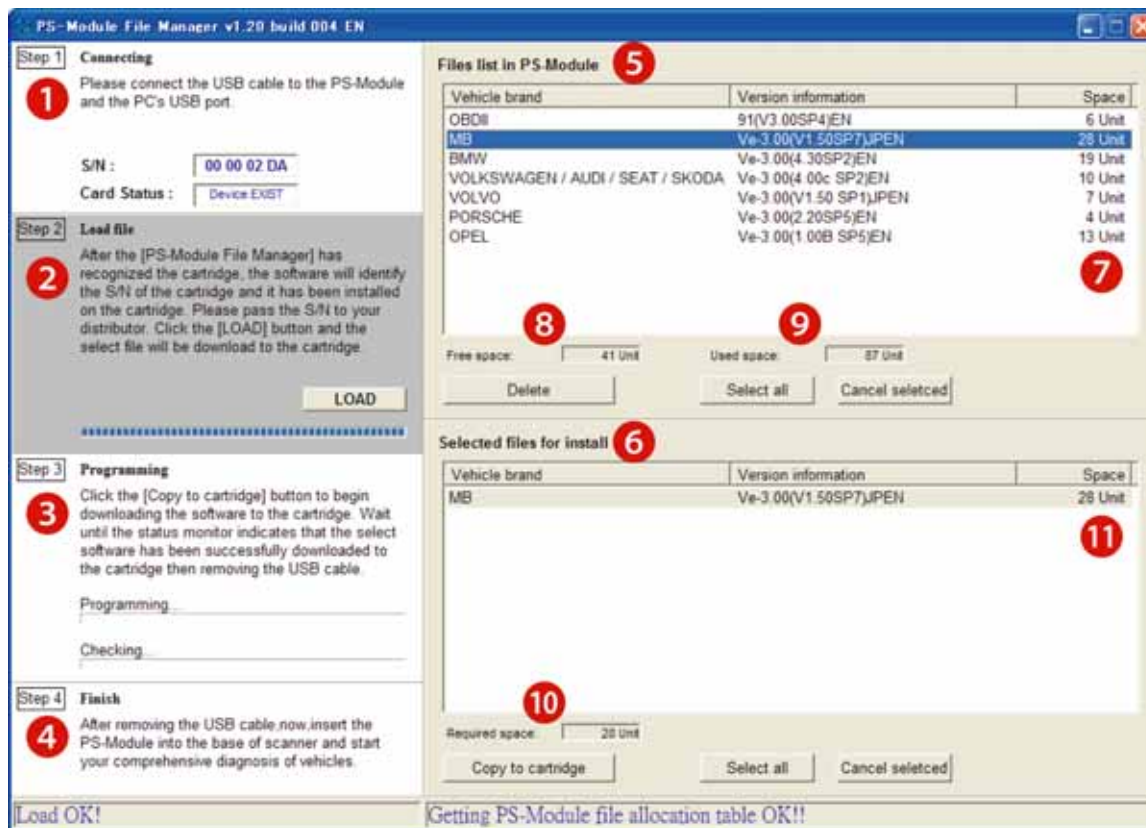 PS-Module File Manager v1.20 build 004 EN
Step 1 Connecting
1
Please connect the USB cable to the PS-Module
and the PC's USB port.
S/N : 00 00 02 DA
Card Status : Device EXIST
Step 2 Load file
2
After the [PS-Module File Manager] has
recognized the cartridge, the software will identify
the S/N of the cartridge and it has been installed
on the cartridge. Please pass the S/N to your
distributor. Click the [LOAD] button and the
select file will be download to the cartridge.
LOAD
Step 3 Programming
3
Click the [Copy to cartridge] button to begin
downloading the software to the cartridge. Wait
until the status monitor indicates that the select
software has been successfully downloaded to
the cartridge then removing the USB cable.
Programming...
Checking...
Step 4 Finish
4
After removing the USB cable,now,insert the
PS-Module into the base of scanner and start
your comprehensive diagnosis of vehicles.
Load OK!
Files list in PS-Module 5
Vehicle brand Version information Space
OBDII 91(V3.00SP4)EN 6 Unit
MB Ve-3.00(V1.50SP7)JPEN 28 Unit
BMW Ve-3.00(4.30SP2)EN 19 Unit
VOLKSWAGEN / AUDI / SEAT / SKODA Ve-3.00(4.00c SP2)EN 10 Unit
VOLVO Ve-3.00(V1.50 SP1)JPEN 7 Unit
PORSCHE Ve-3.00(2.20SP5)EN 4 Unit
OPEL Ve-3.00(1.00B SP5)EN 13 Unit
7
8 9
Free space: 41 Unit Used space: 87 Unit
Delete Select all Cancel seletced
Selected files for install 6
Vehicle brand Version information Space
MB Ve-3.00(V1.50SP7)JPEN 28 Unit
11
10
Required space: 28 Unit
Copy to cartridge Select all Cancel seletced
Getting PS-Module file allocation table OK!!